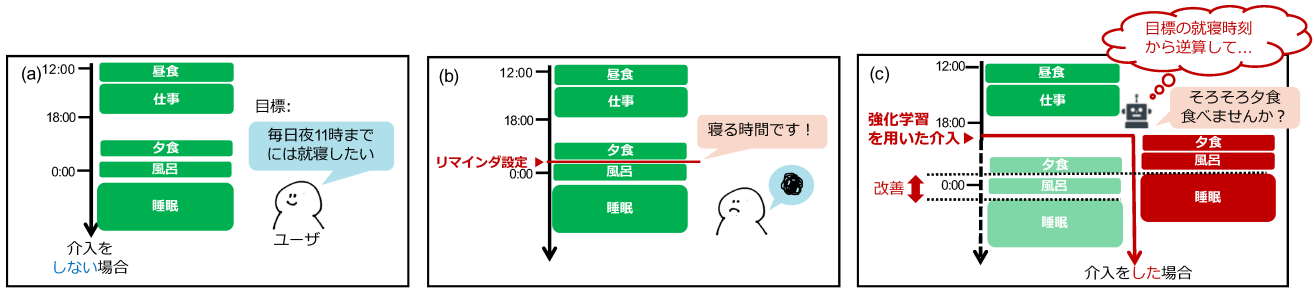 (a)
12:00
昼食
仕事
18:00
夕食
0:00
風呂
睡眠
介入を
しない場合
目標:
毎日夜11時まで
には就寝したい
ユーザ
(b)
12:00
昼食
仕事
18:00
夕食
リマインダ設定
0:00
風呂
睡眠
寝る時間です！
(c)
目標の就寝時刻
から逆算して…
12:00
昼食
仕事
18:00
そろそろ夕食
食べませんか？
強化学習
を用いた介入
夕食
風呂
睡眠
夕食
改善
0:00
風呂
睡眠
介入をした場合